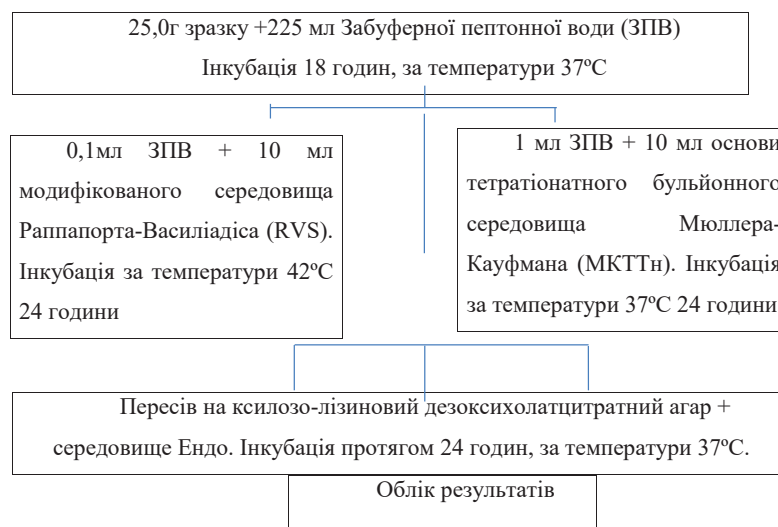 25,0г зразку +225 мл Забуферної пептонної води (ЗПВ)
Інкубація 18 годин, за температури 37ºС
0,1мл ЗПВ + 10 мл
модифікованого середовища
Раппапорта-Василіадіса (RVS).
Інкубація за температури 42ºС
24 години
1 мл ЗПВ + 10 мл основи
тетратіонатного бульйонного
середовища Мюллера-
Кауфмана (МКТТн). Інкубація
за температури 37ºС 24 години
Пересів на ксилозо-лізиновий дезоксихолатцитратний агар +
середовище Ендо. Інкубація протягом 24 годин, за температури 37ºС.
Облік результатів